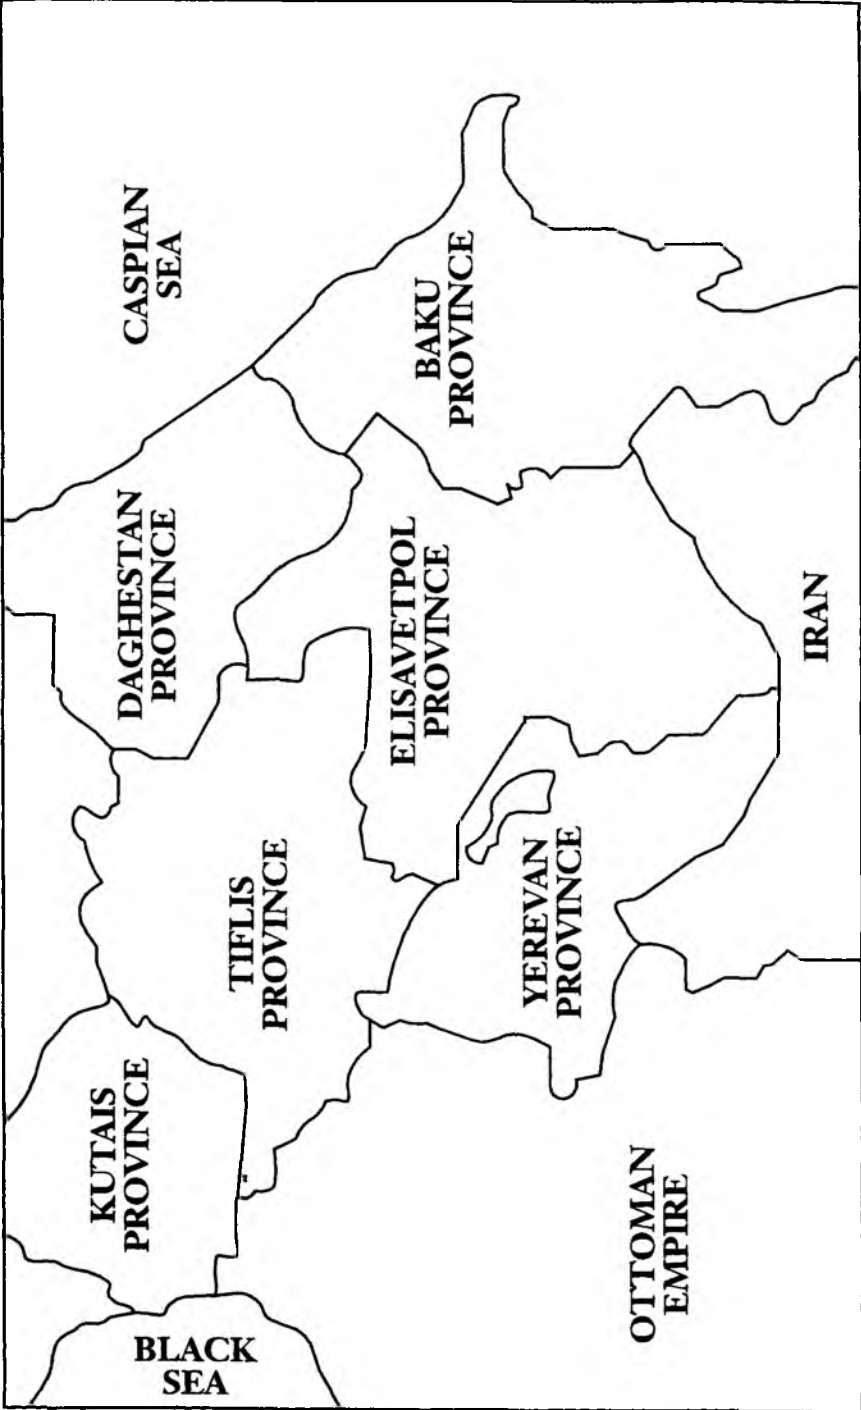 BLACK
SEA
KUTAIS
PROVINCE
TIFLIS
PROVINCE
DAGHESTAN
PROVINCE
CASPIAN
SEA
ELISAVETPOL
PROVINCE
BAKU
PROVINCE
YEREVAN
PROVINCE
OTTOMAN
EMPIRE
IRAN